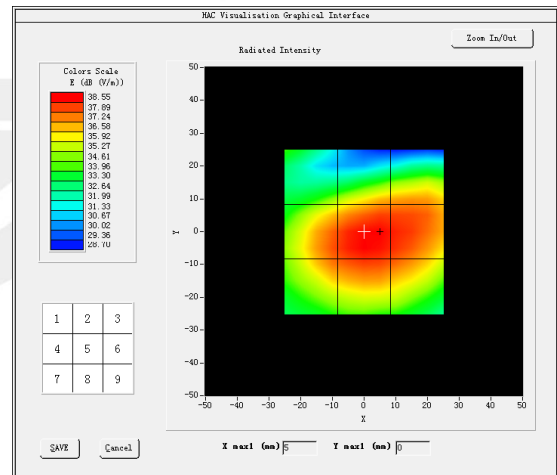 HAC Visualisation Graphical Interface
Zoom In/Out
Radiated Intensity
Colors Scale
E (dB (V/m))
38.55
37.89
37.24
36.58
35.92
35.27
34.61
33.96
33.30
32.64
31.99
31.33
30.67
30.02
29.36
28.70
50
40
30
20
10
0
-10
-20
-30
-40
-50
Y
-50 -40 -30 -20 -10 0 10 20 30 40 50
X
1 2 3
4 5 6
7 8 9
SAVE Cancel
X max1 (mm) 5 Y max1 (mm) 0